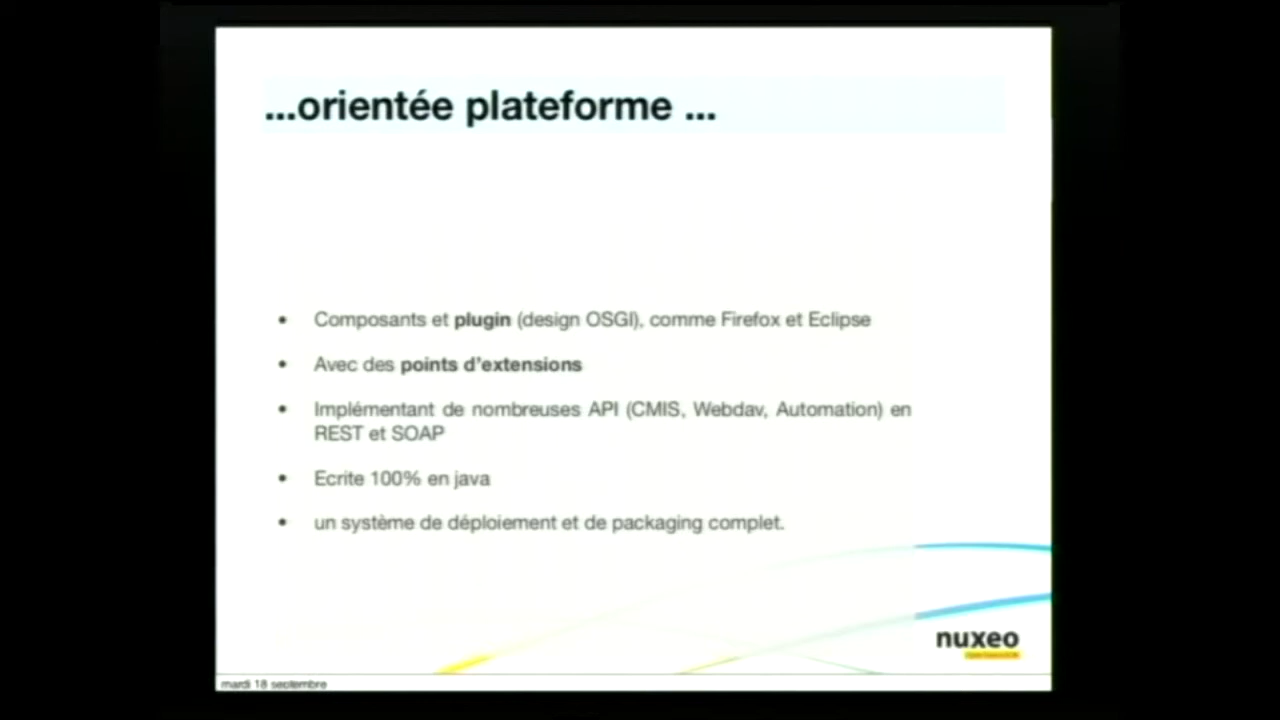 ...orientée plateforme ...
• Composants et plugin (design OSGI), comme Firefox et Eclipse
• Avec des points d'extensions
• Implémentant de nombreuses API (CMIS, Webdav, Automation) en
REST et SOAP
• Ecrite 100% en java
• un système de déploiement et de packaging complet.
nuxeo
mardi 18 septembre